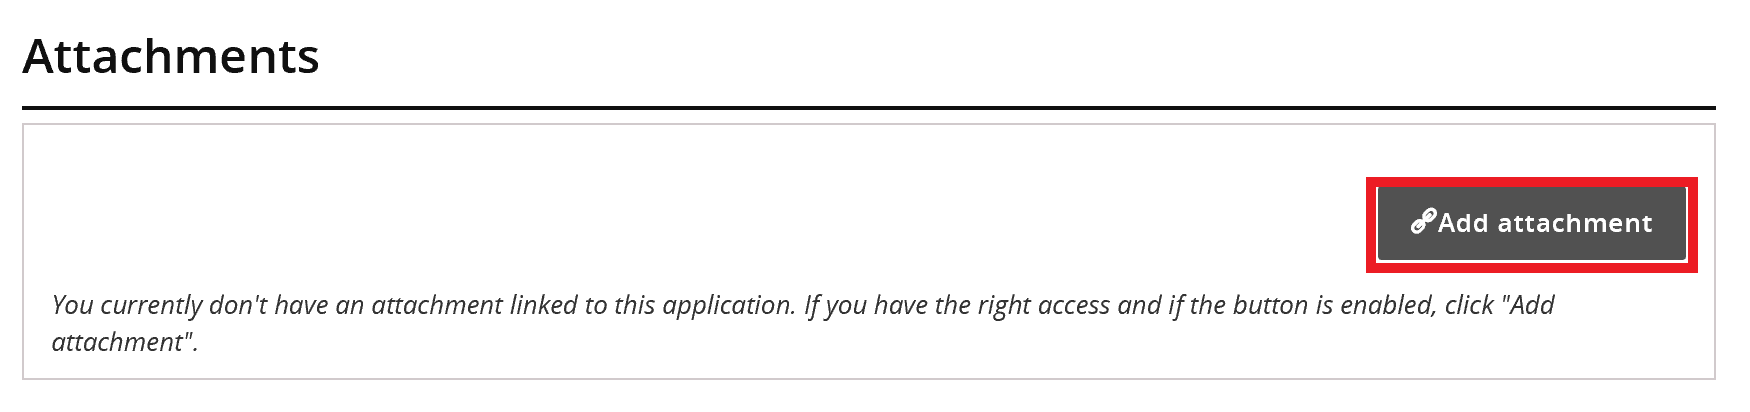 Attachments
Add attachment
You currently don't have an attachment linked to this application. If you have the right access and if the button is enabled, click "Add
attachment".